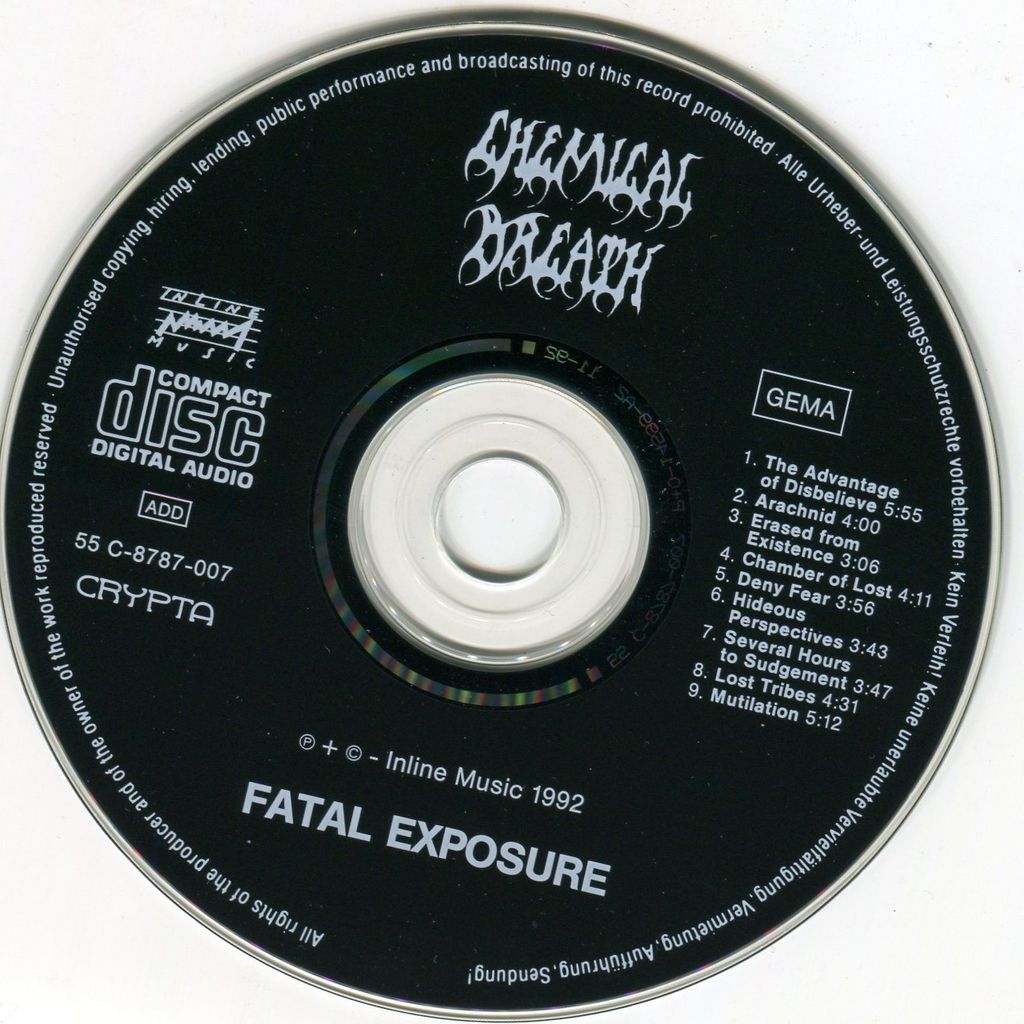 All rights of the producer and of the owner of the work reproduced reserved · Unauthorised copying, hiring, lending, public performance and broadcasting of this record prohibited · Alle Urheber-und Leistungsschutzrechte vorbehalten · Kein Verleih! Keine unerlaubte Vervielfältigung, Vermietung, Aufführung, Sendung!
CHEMICAL
BREATH
INLINE
MUSIC
COMPACT
disc
DIGITAL AUDIO
ADD
55 C-8787-007
CRYPTA
GEMA
1. The Advantage
of Disbelieve 5:55
2. Arachnid 4:00
3. Erased from
Existence 3:06
4. Chamber of Lost 4:11
5. Deny Fear 3:56
6. Hideous
Perspectives 3:43
7. Several Hours
to Sudgement 3:47
8. Lost Tribes 4:31
9. Mutilation 5:12
℗ + © - Inline Music 1992
FATAL EXPOSURE